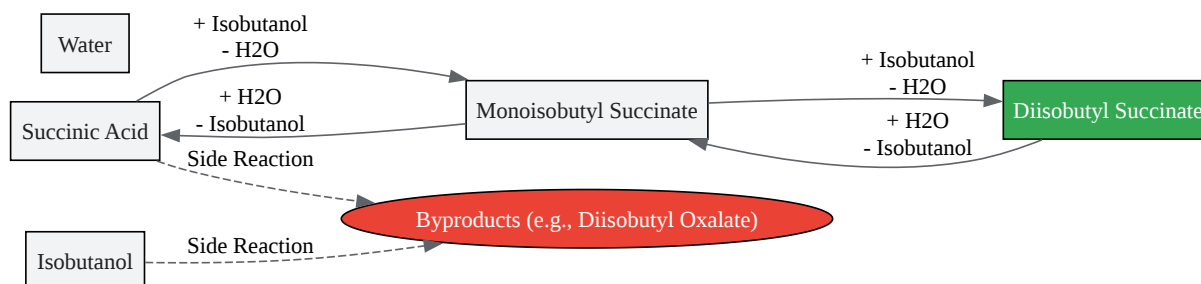 Water
+ Isobutanol
- H2O
Succinic Acid
+ H2O
- Isobutanol
Monoisobutyl Succinate
+ Isobutanol
- H2O
+ H2O
- Isobutanol
Diisobutyl Succinate
Side Reaction
Byproducts (e.g., Diisobutyl Oxalate)
Isobutanol
Side Reaction